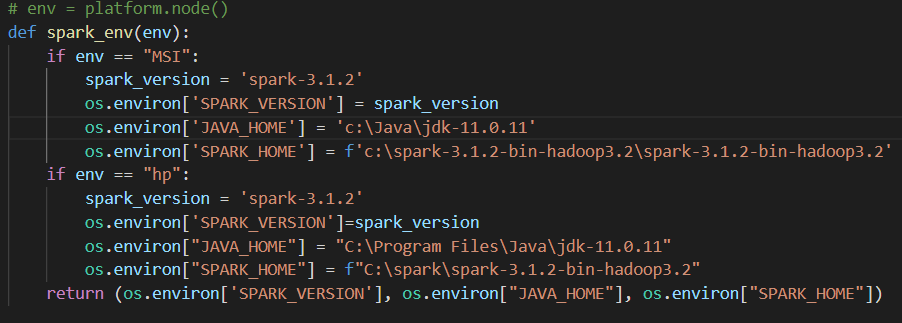 # env = platform.node()
def spark_env(env):
    if env == "MSI":
        spark_version = 'spark-3.1.2'
        os.environ['SPARK_VERSION'] = spark_version
        os.environ['JAVA_HOME'] = 'c:\Java\jdk-11.0.11'
        os.environ['SPARK_HOME'] = f'c:\spark-3.1.2-bin-hadoop3.2\spark-3.1.2-bin-hadoop3.2'
    if env == "hp":
        spark_version = 'spark-3.1.2'
        os.environ['SPARK_VERSION']=spark_version
        os.environ["JAVA_HOME"] = "C:\Program Files\Java\jdk-11.0.11"
        os.environ["SPARK_HOME"] = f"C:\spark\spark-3.1.2-bin-hadoop3.2"
    return (os.environ['SPARK_VERSION'], os.environ["JAVA_HOME"], os.environ["SPARK_HOME"])